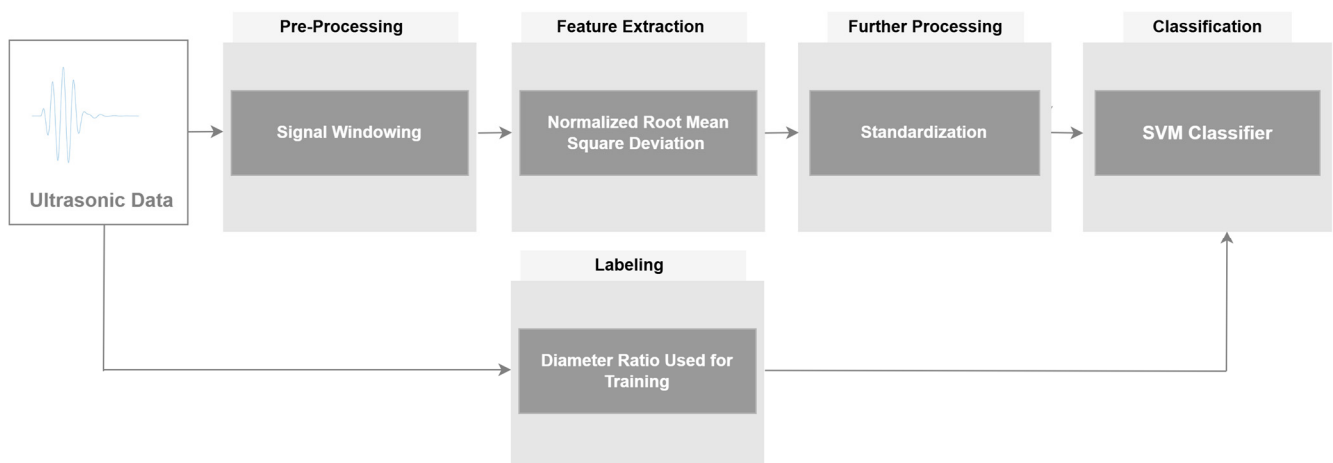 Pre-Processing
Feature Extraction
Further Processing
Classification
Ultrasonic Data
Signal Windowing
Normalized Root Mean
Square Deviation
Standardization
SVM Classifier
Labeling
Diameter Ratio Used for
Training